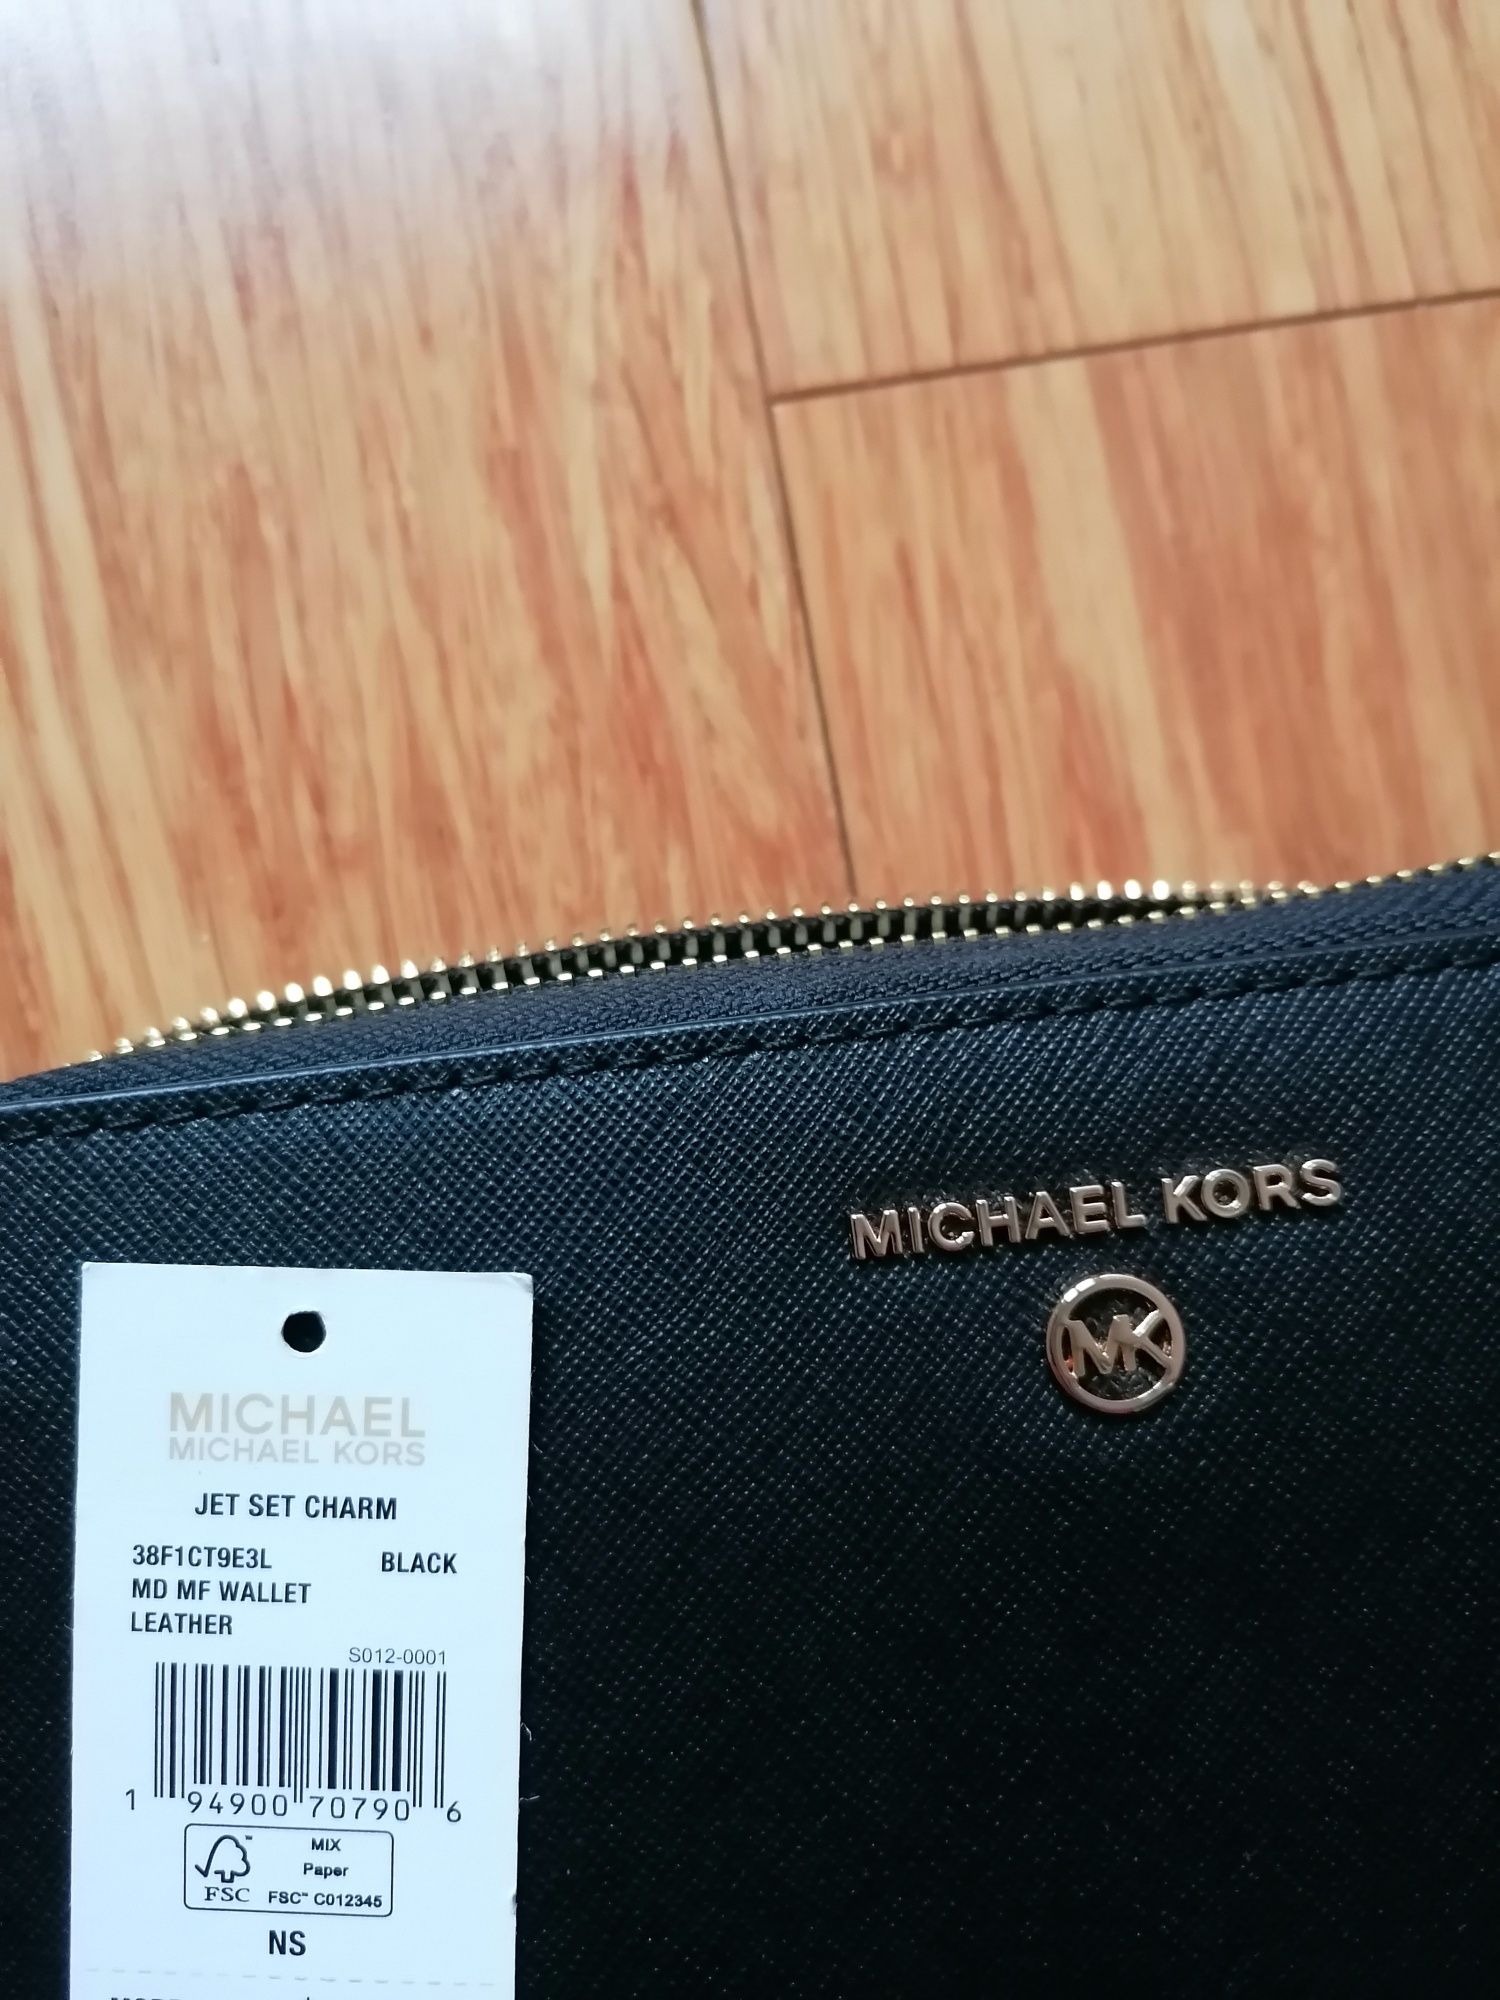 MICHAEL KORS
MK
MICHAEL
MICHAEL KORS
JET SET CHARM
38F1CT9E3L BLACK
MD MF WALLET
LEATHER
S012-0001
1 94900 70790 6
MIX
Paper
FSC™ FSC™ C012345
NS